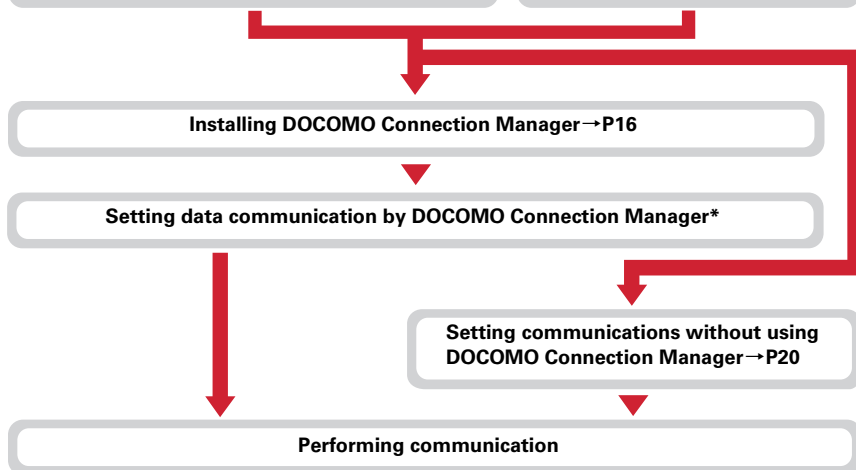 Installing DOCOMO Connection Manager→P16
Setting data communication by DOCOMO Connection Manager*
Setting communications without using
DOCOMO Connection Manager→P20
Performing communication